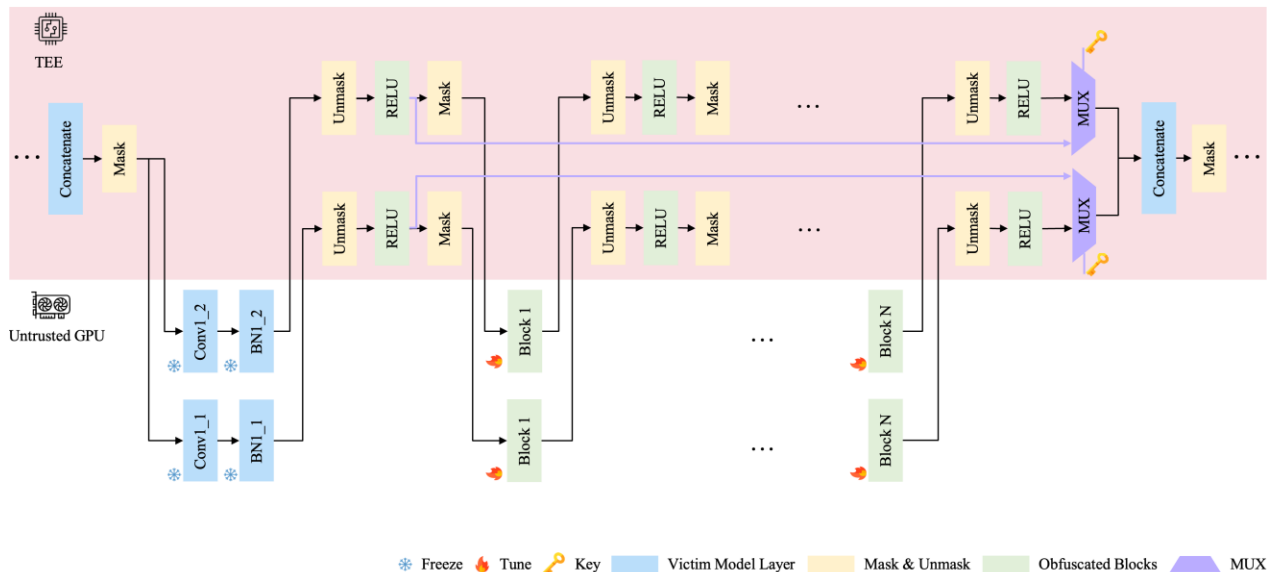 TEE
Concatenate
Mask
Unmask
RELU
Mask
Unmask
RELU
Mask
...
Unmask
RELU
MUX
Concatenate
Mask
...
...
Unmask
RELU
Mask
Unmask
RELU
Mask
...
Unmask
RELU
MUX
Untrusted GPU
Conv1_2
BN1_2
Block 1
...
Block N
Conv1_1
BN1_1
Block 1
...
Block N
Freeze Tune Key Victim Model Layer Mask & Unmask Obfuscated Blocks MUX